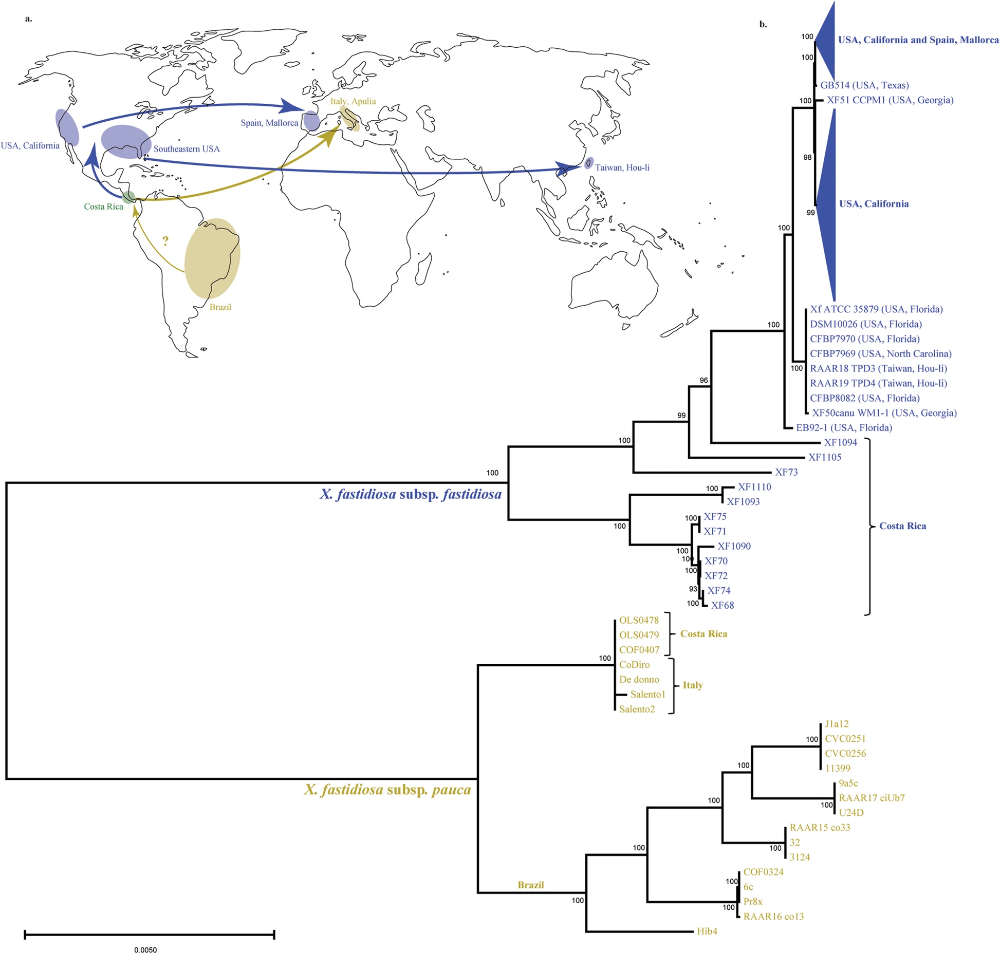 a.
Italy, Apulia
Spain, Mallorca
USA, California
Southeastern USA
Taiwan, Hou-li
Costa Rica
?
Brazil
b.
100
USA, California and Spain, Mallorca
100
GB514 (USA, Texas)
100
XF51 CCPM1 (USA, Georgia)
98
USA, California
99
100
Xf ATCC 35879 (USA, Florida)
100
DSM10026 (USA, Florida)
CFBP7970 (USA, Florida)
CFBP7969 (USA, North Carolina)
100
RAAR18 TPD3 (Taiwan, Hou-li)
96
RAAR19 TPD4 (Taiwan, Hou-li)
CFBP8082 (USA, Florida)
99
XF50canu WM1-1 (USA, Georgia)
EB92-1 (USA, Florida)
100
XF1094
XF1105
100
XF73
X. fastidiosa subsp. fastidiosa
100
XF1110
XF1093
100
100
XF75
Costa Rica
XF71
100
XF1090
100
XF70
100
XF72
93
XF74
100
XF68
OLS0478
OLS0479
Costa Rica
COF0407
100
CoDiro
De donno
Italy
Salento1
Salento2
J1a12
100
CVC0251
CVC0256
100
11399
X. fastidiosa subsp. pauca
9a5c
100
RAAR17 ciUb7
100
U24D
RAAR15 co33
100
32
100
3124
COF0324
100
Brazil
6c
100
Pr8x
100
RAAR16 co13
Hib4
0.0050